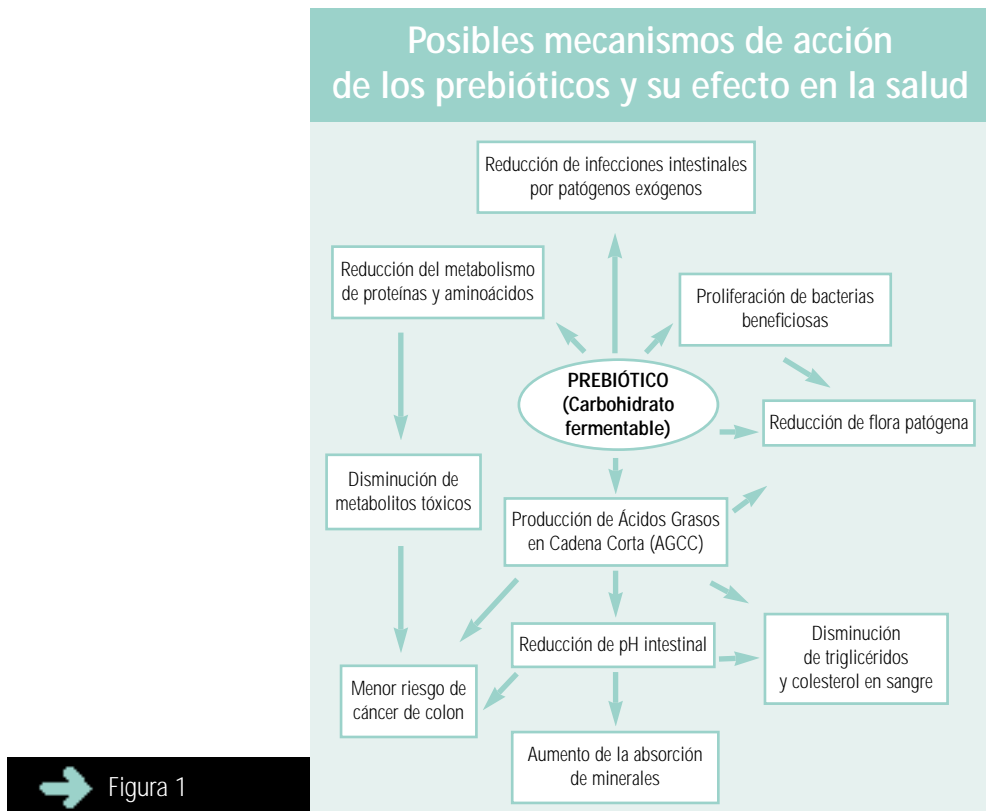 Posibles mecanismos de acción
de los prebióticos y su efecto en la salud
Reducción de infecciones intestinales
por patógenos exógenos
Reducción del metabolismo
de proteínas y aminoácidos
Proliferación de bacterias
beneficiosas
PREBIÓTICO
(Carbohidrato
fermentable)
Reducción de flora patógena
Disminución de
metabolitos tóxicos
Producción de Ácidos Grasos
en Cadena Corta (AGCC)
Reducción de pH intestinal
Disminución
de triglicéridos
y colesterol en sangre
Menor riesgo de
cáncer de colon
Aumento de la absorción
de minerales
Figura 1